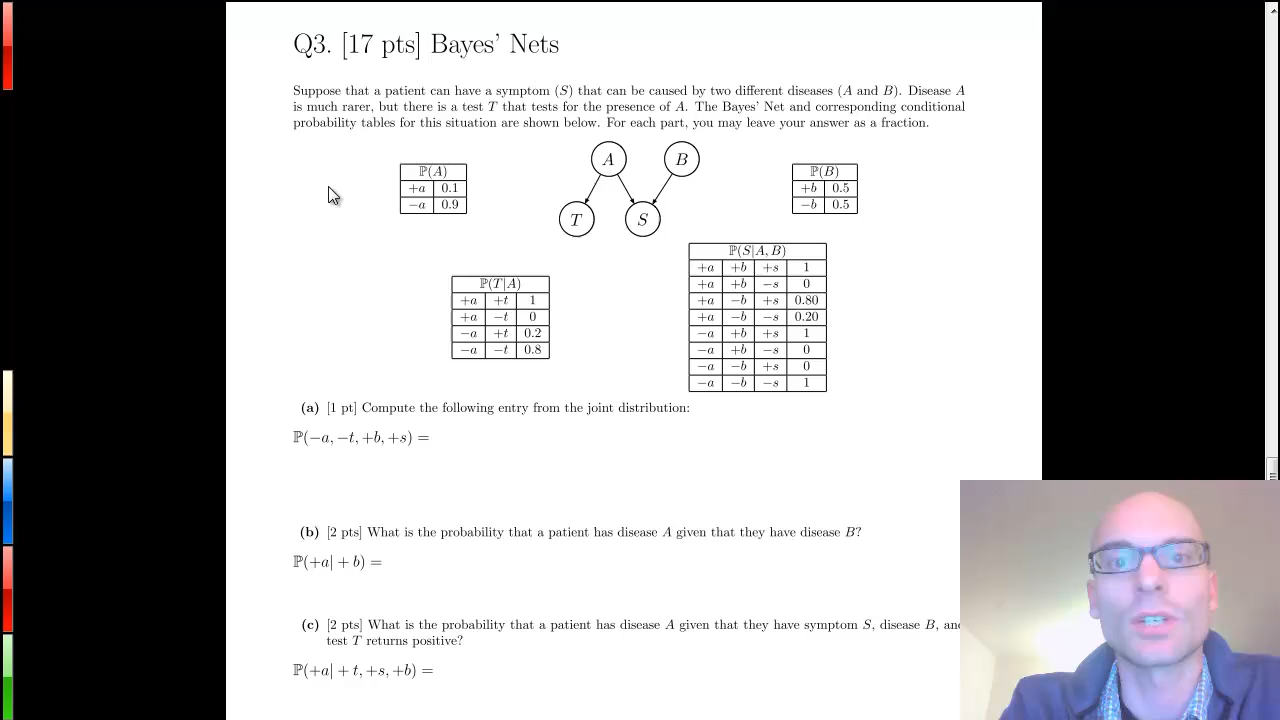 Q3. [17 pts] Bayes' Nets
Suppose that a patient can have a symptom (S) that can be caused by two different diseases (A and B). Disease A
is much rarer, but there is a test T that tests for the presence of A. The Bayes' Net and corresponding conditional
probability tables for this situation are shown below. For each part, you may leave your answer as a fraction.
ℙ(A)
+a 0.1
−a 0.9
A B
T S
ℙ(B)
+b 0.5
−b 0.5
ℙ(T|A)
+a +t 1
+a −t 0
−a +t 0.2
−a −t 0.8
ℙ(S|A, B)
+a +b +s 1
+a +b −s 0
+a −b +s 0.80
+a −b −s 0.20
−a +b +s 1
−a +b −s 0
−a −b +s 0
−a −b −s 1
(a) [1 pt] Compute the following entry from the joint distribution:
ℙ(−a, −t, +b, +s) =
(b) [2 pts] What is the probability that a patient has disease A given that they have disease B?
ℙ(+a| + b) =
(c) [2 pts] What is the probability that a patient has disease A given that they have symptom S, disease B, and
test T returns positive?
ℙ(+a| + t, +s, +b) =